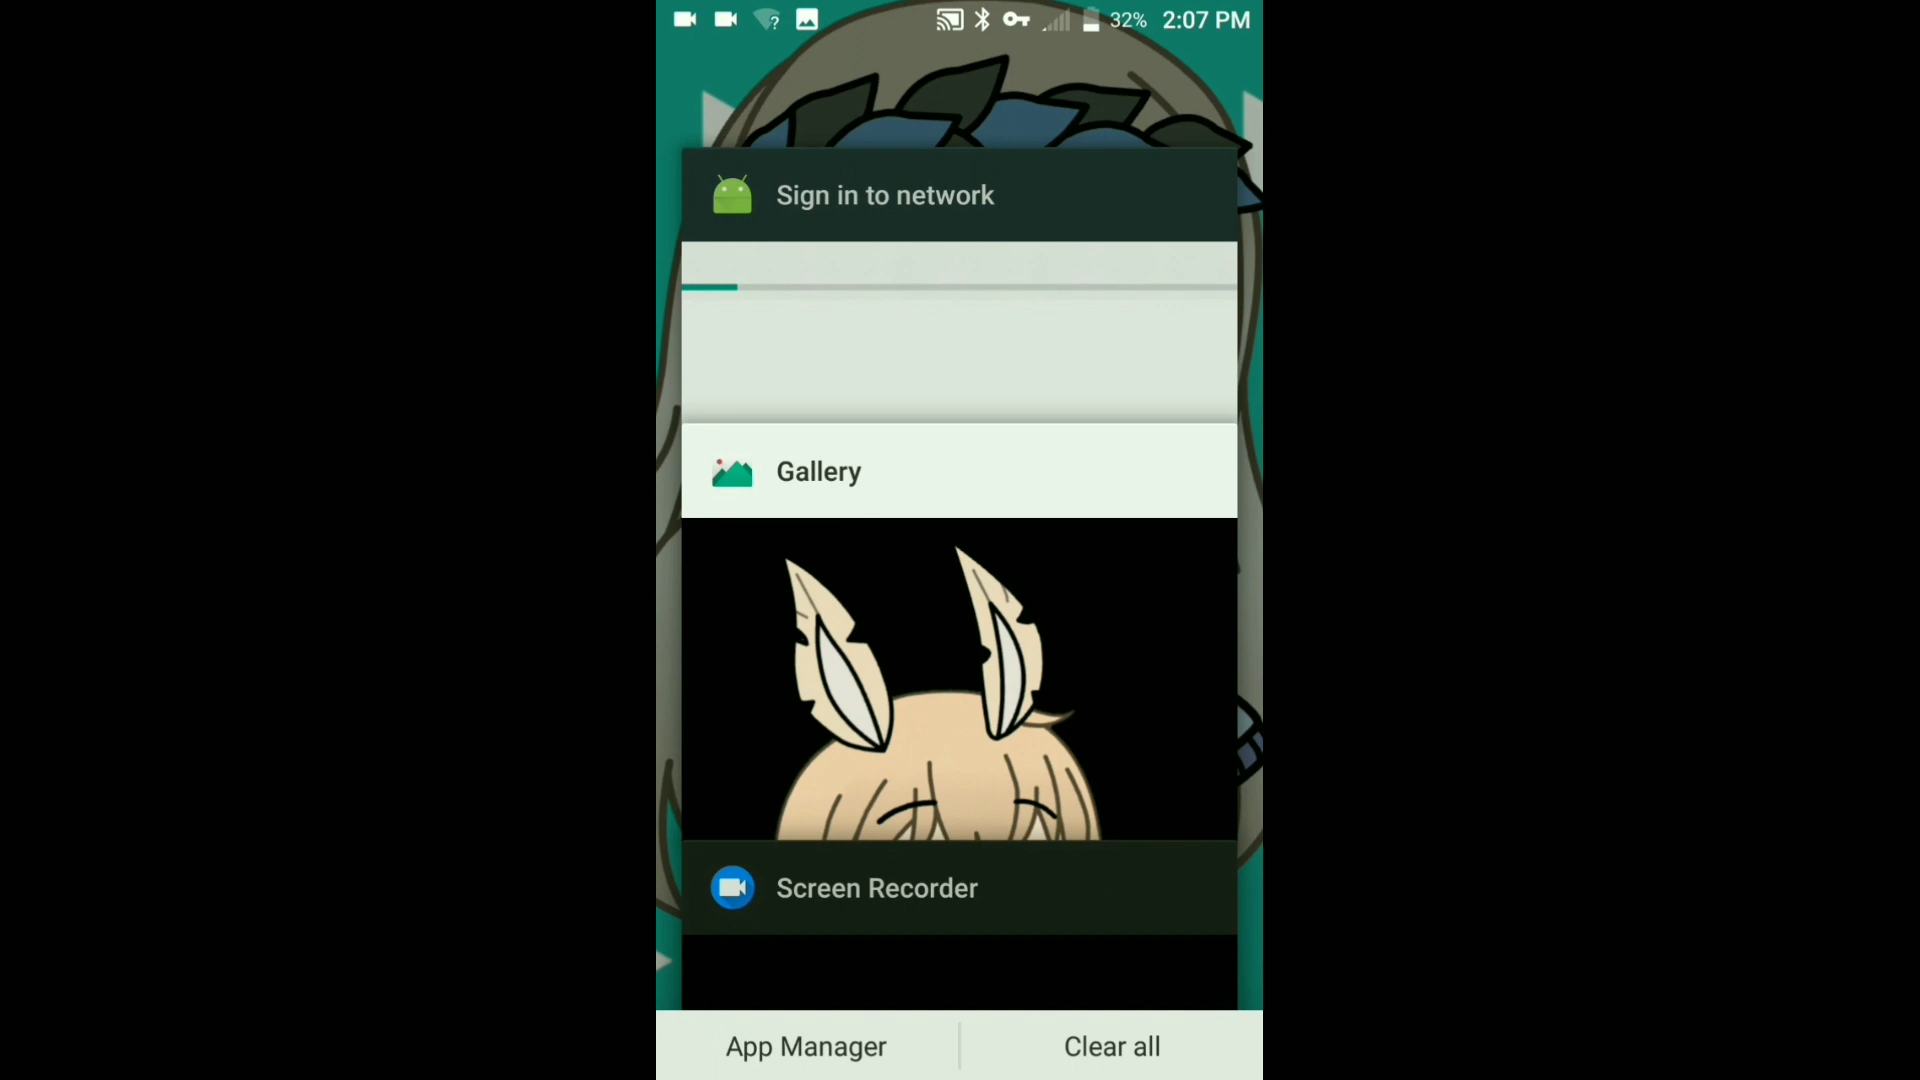 ? 32% 2:07 PM
Sign in to network
Gallery
Screen Recorder
App Manager Clear all